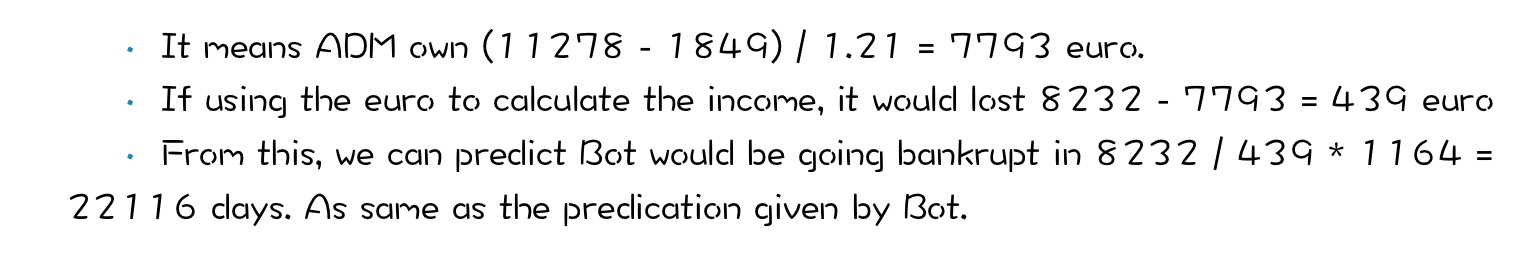 · It means ADM own (11278 - 1849) / 1.21 = 7793 euro.
· If using the euro to calculate the income, it would lost 8232 - 7793 = 439 euro
· From this, we can predict Bot would be going bankrupt in 8232 / 439 * 1164 =
22116 days. As same as the predication given by Bot.